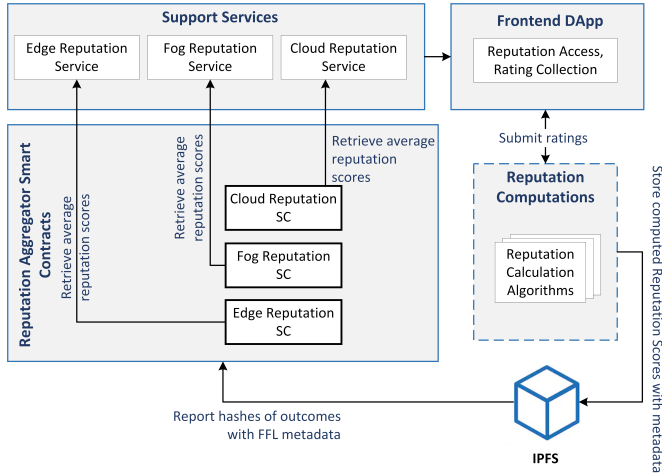 Support Services
Edge Reputation
Service
Fog Reputation
Service
Cloud Reputation
Service
Frontend DApp
Reputation Access,
Rating Collection
Submit ratings
Reputation
Computations
Reputation
Calculation
Algorithms
Store computed Reputation Scores with metadata
Reputation Aggregator Smart
Contracts
Retrieve average
reputation scores
Retrieve average
reputation scores
Retrieve average
reputation
scores
Cloud Reputation
SC
Fog Reputation
SC
Edge Reputation
SC
Report hashes of outcomes
with FFL metadata
IPFS